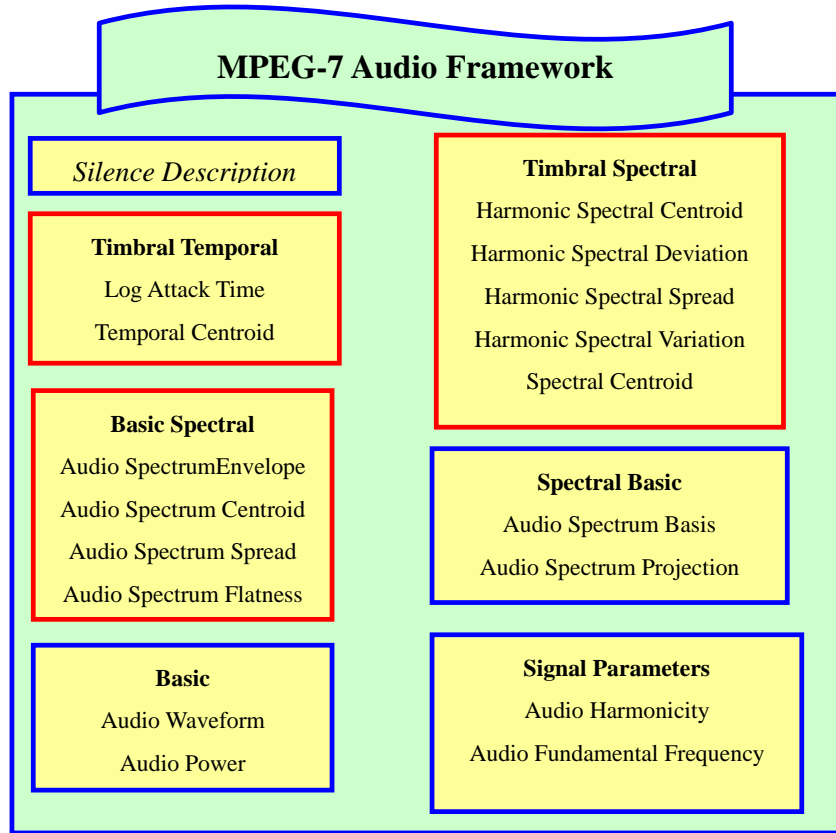 MPEG-7 Audio Framework
Silence Description
Timbral Temporal
Log Attack Time
Temporal Centroid
Basic Spectral
Audio SpectrumEnvelope
Audio Spectrum Centroid
Audio Spectrum Spread
Audio Spectrum Flatness
Basic
Audio Waveform
Audio Power
Timbral Spectral
Harmonic Spectral Centroid
Harmonic Spectral Deviation
Harmonic Spectral Spread
Harmonic Spectral Variation
Spectral Centroid
Spectral Basic
Audio Spectrum Basis
Audio Spectrum Projection
Signal Parameters
Audio Harmonicity
Audio Fundamental Frequency